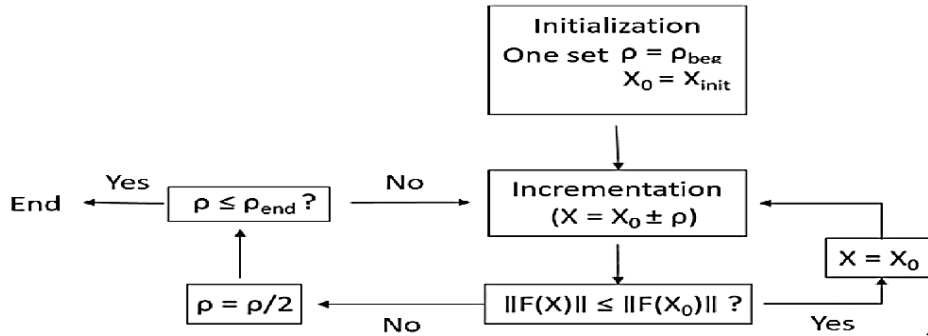 Initialization
One set ρ = ρbeg
X₀ = Xinit
Yes
No
End
ρ ≤ ρend ?
Incrementation
(X = X₀ ± ρ)
X = X₀
ρ = ρ/2
‖F(X)‖ ≤ ‖F(X₀)‖ ?
No
Yes